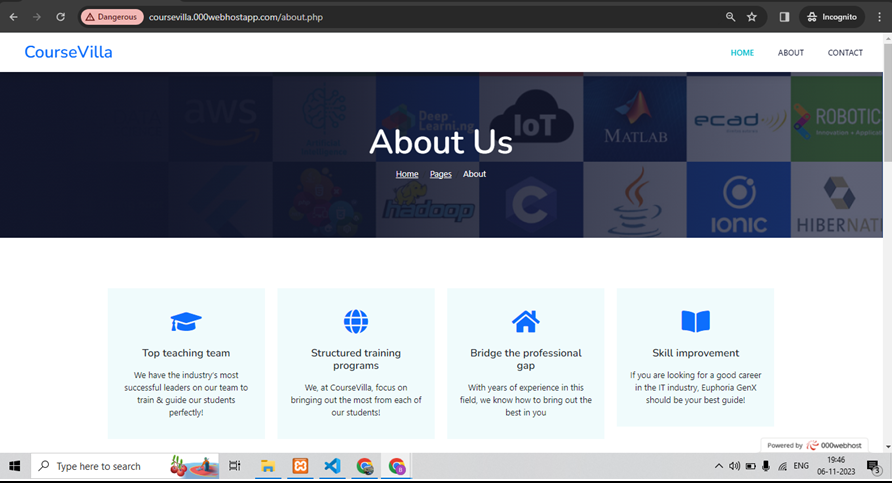 Dangerous coursevilla.000webhostapp.com/about.php Incognito
CourseVilla HOME ABOUT CONTACT
aws Deep Learning IoT MATLAB ecad ROBOTIC
About Us
Home Pages About
hadoop C Java IONIC HIBERNAT
Top teaching team
We have the industry's most
successful leaders on our team to
train & guide our students
perfectly!
Structured training
programs
We, at CourseVilla, focus on
bringing out the most from each of
our students!
Bridge the professional
gap
With years of experience in this
field, we know how to bring out the
best in you
Skill improvement
If you are looking for a good career
in the IT industry, Euphoria GenX
should be your best guide!
Powered by 000webhost
Type here to search
ENG
19:46
06-11-2023
3